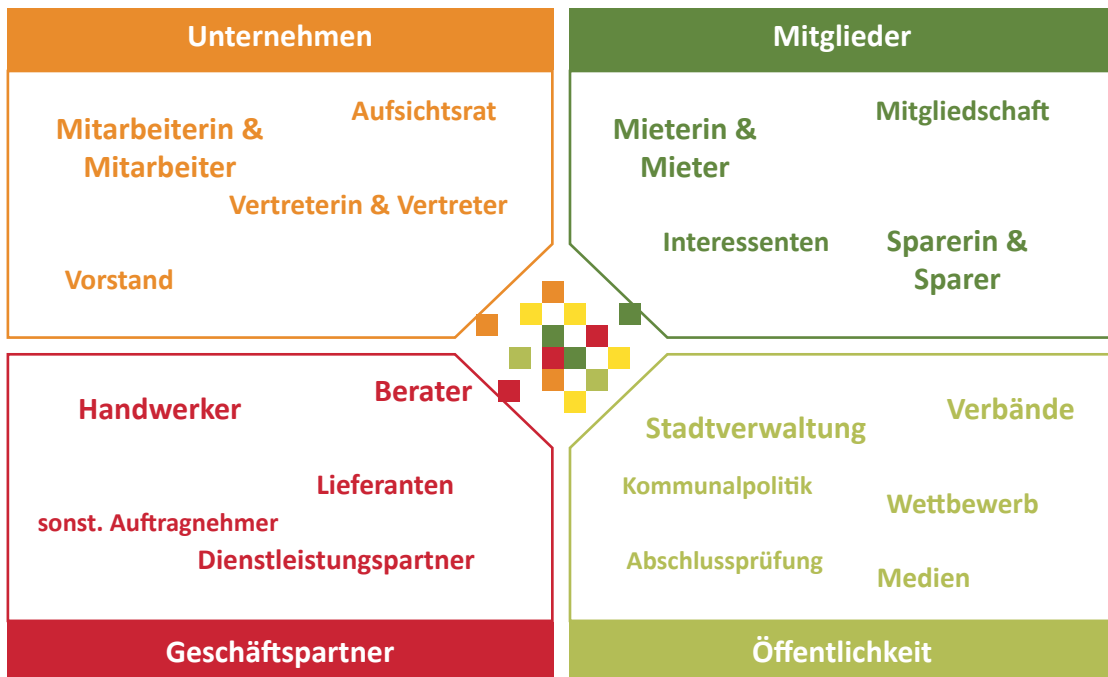 Unternehmen
Aufsichtsrat
Mitarbeiterin &
Mitarbeiter
Vertreterin & Vertreter
Vorstand
Mitglieder
Mitgliedschaft
Mieterin &
Mieter
Interessenten
Sparerin &
Sparer
Berater
Handwerker
Lieferanten
sonst. Auftragnehmer
Dienstleistungspartner
Geschäftspartner
Verbände
Stadtverwaltung
Kommunalpolitik
Wettbewerb
Abschlussprüfung
Medien
Öffentlichkeit